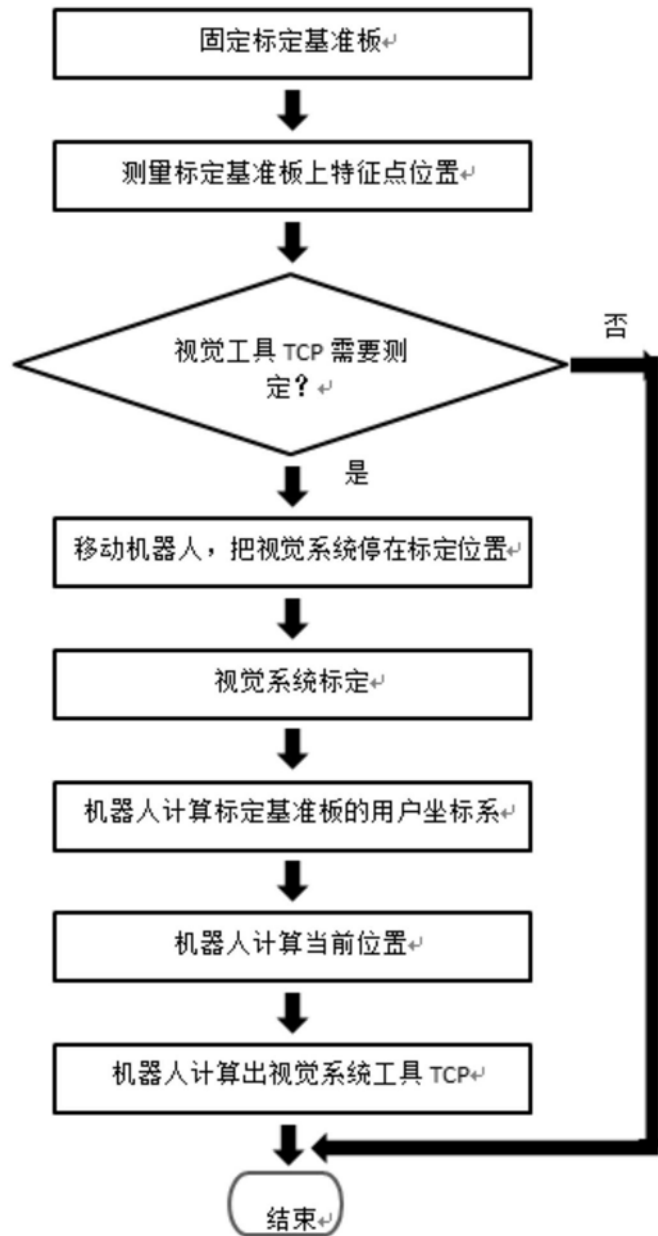 固定标定基准板
测量标定基准板上特征点位置
视觉工具 TCP 需要测
定？
否
是
移动机器人，把视觉系统停在标定位置
视觉系统标定
机器人计算标定基准板的用户坐标系
机器人计算当前位置
机器人计算出视觉系统工具 TCP
结束